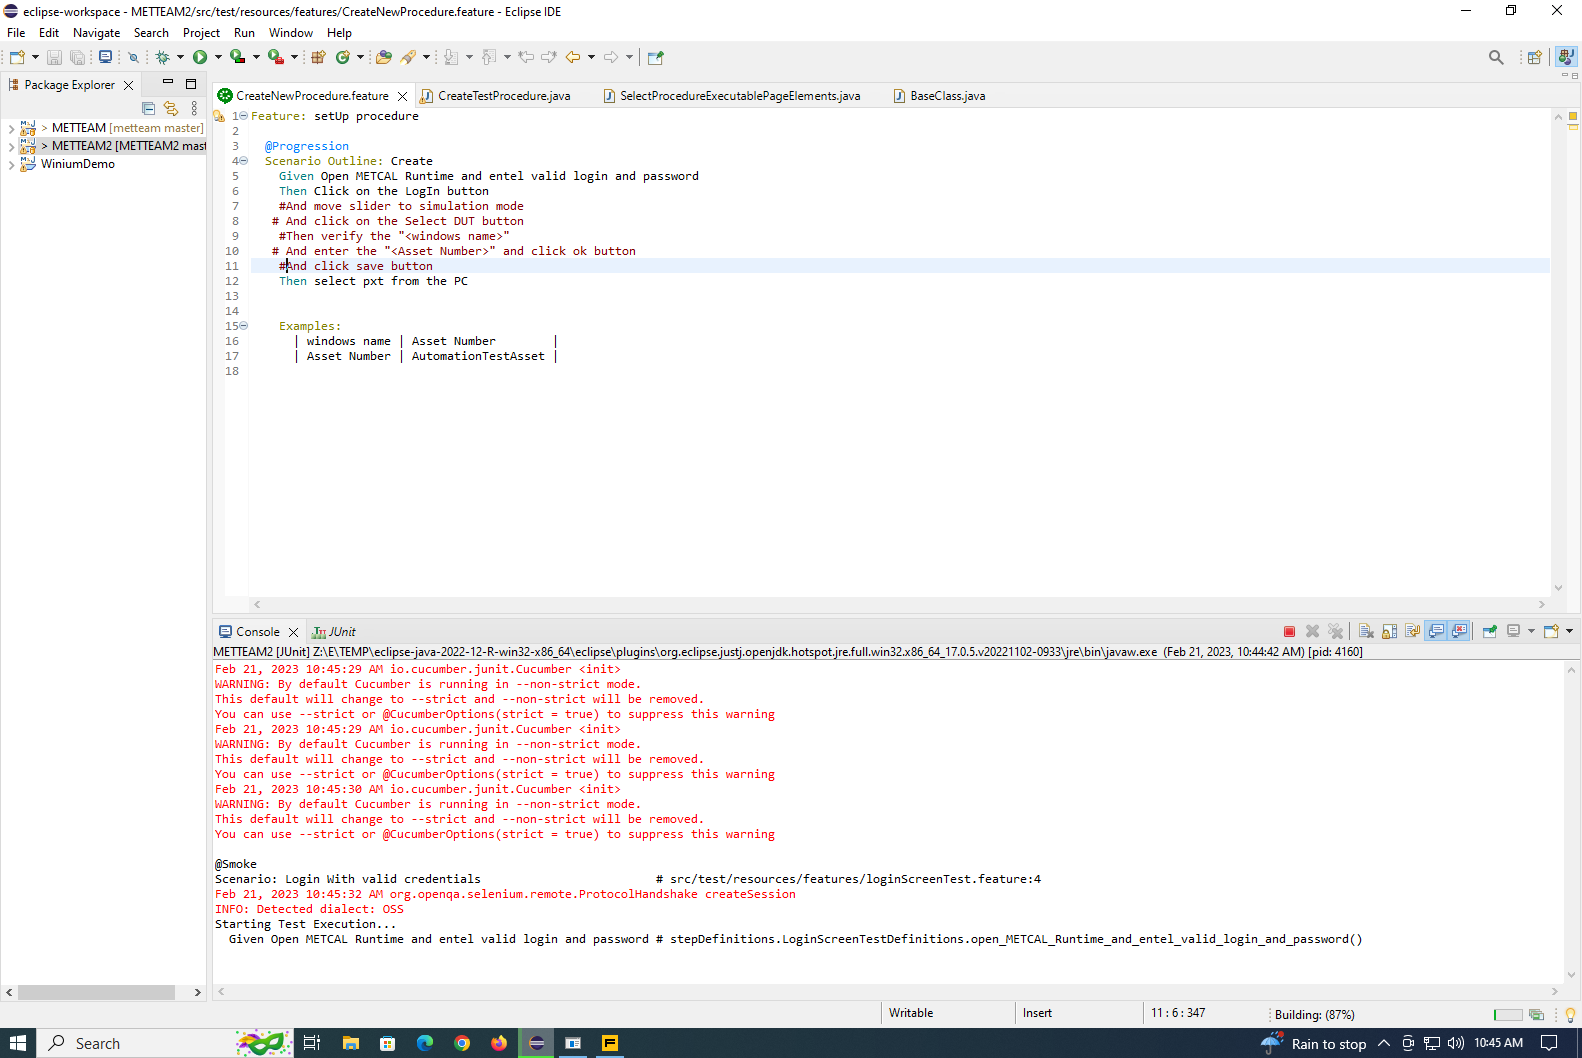 eclipse-workspace - METTEAM2/src/test/resources/features/CreateNewProcedure.feature - Eclipse IDE
File Edit Navigate Search Project Run Window Help
Package Explorer
> METTEAM [metteam master]
> METTEAM2 [METTEAM2 mast
WiniumDemo
CreateNewProcedure.feature CreateTestProcedure.java SelectProcedureExecutablePageElements.java BaseClass.java
1 Feature: setUp procedure
2
3 @Progression
4 Scenario Outline: Create
5 Given Open METCAL Runtime and entel valid login and password
6 Then Click on the LogIn button
7 #And move slider to simulation mode
8 # And click on the Select DUT button
9 #Then verify the "<windows name>"
10 # And enter the "<Asset Number>" and click ok button
11 #And click save button
12 Then select pxt from the PC
13
14
15 Examples:
16 | windows name | Asset Number |
17 | Asset Number | AutomationTestAsset |
18
Console JUnit
METTEAM2 [JUnit] Z:\E\TEMP\eclipse-java-2022-12-R-win32-x86_64\eclipse\plugins\org.eclipse.justj.openjdk.hotspot.jre.full.win32.x86_64_17.0.5.v20221102-0933\jre\bin\javaw.exe (Feb 21, 2023, 10:44:42 AM) [pid: 4160]
Feb 21, 2023 10:45:29 AM io.cucumber.junit.Cucumber <init>
WARNING: By default Cucumber is running in --non-strict mode.
This default will change to --strict and --non-strict will be removed.
You can use --strict or @CucumberOptions(strict = true) to suppress this warning
Feb 21, 2023 10:45:29 AM io.cucumber.junit.Cucumber <init>
WARNING: By default Cucumber is running in --non-strict mode.
This default will change to --strict and --non-strict will be removed.
You can use --strict or @CucumberOptions(strict = true) to suppress this warning
Feb 21, 2023 10:45:30 AM io.cucumber.junit.Cucumber <init>
WARNING: By default Cucumber is running in --non-strict mode.
This default will change to --strict and --non-strict will be removed.
You can use --strict or @CucumberOptions(strict = true) to suppress this warning
@Smoke
Scenario: Login With valid credentials # src/test/resources/features/loginScreenTest.feature:4
Feb 21, 2023 10:45:32 AM org.openqa.selenium.remote.ProtocolHandshake createSession
INFO: Detected dialect: OSS
Starting Test Execution...
Given Open METCAL Runtime and entel valid login and password # stepDefinitions.LoginScreenTestDefinitions.open_METCAL_Runtime_and_entel_valid_login_and_password()
Writable Insert 11 : 6 : 347 Building: (87%)
Search Rain to stop 10:45 AM